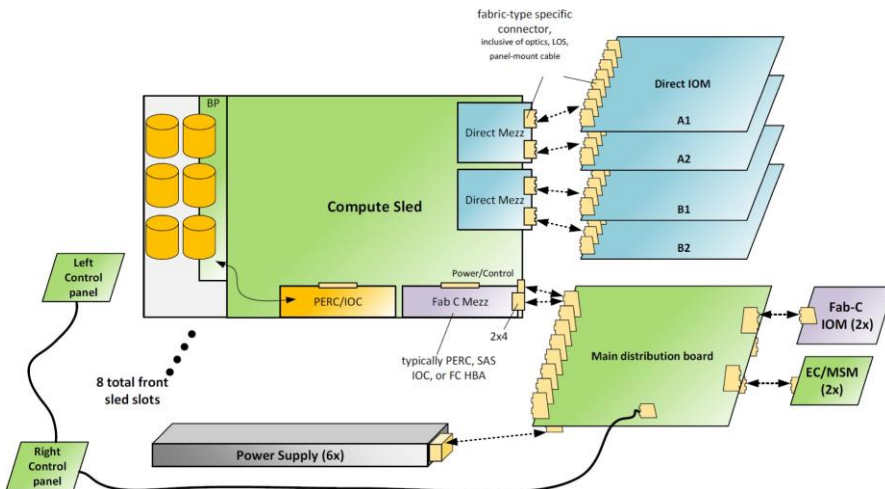 fabric-type specific
connector,
inclusive of optics, LOS,
panel-mount cable
BP
Direct Mezz
Direct Mezz
Compute Sled
Direct IOM
A1
A2
B1
B2
Left
Control
panel
PERC/IOC
Power/Control
Fab C Mezz
2x4
typically PERC, SAS
IOC, or FC HBA
8 total front
sled slots
Main distribution board
Fab-C
IOM (2x)
EC/MSM
(2x)
Power Supply (6x)
Right
Control
panel